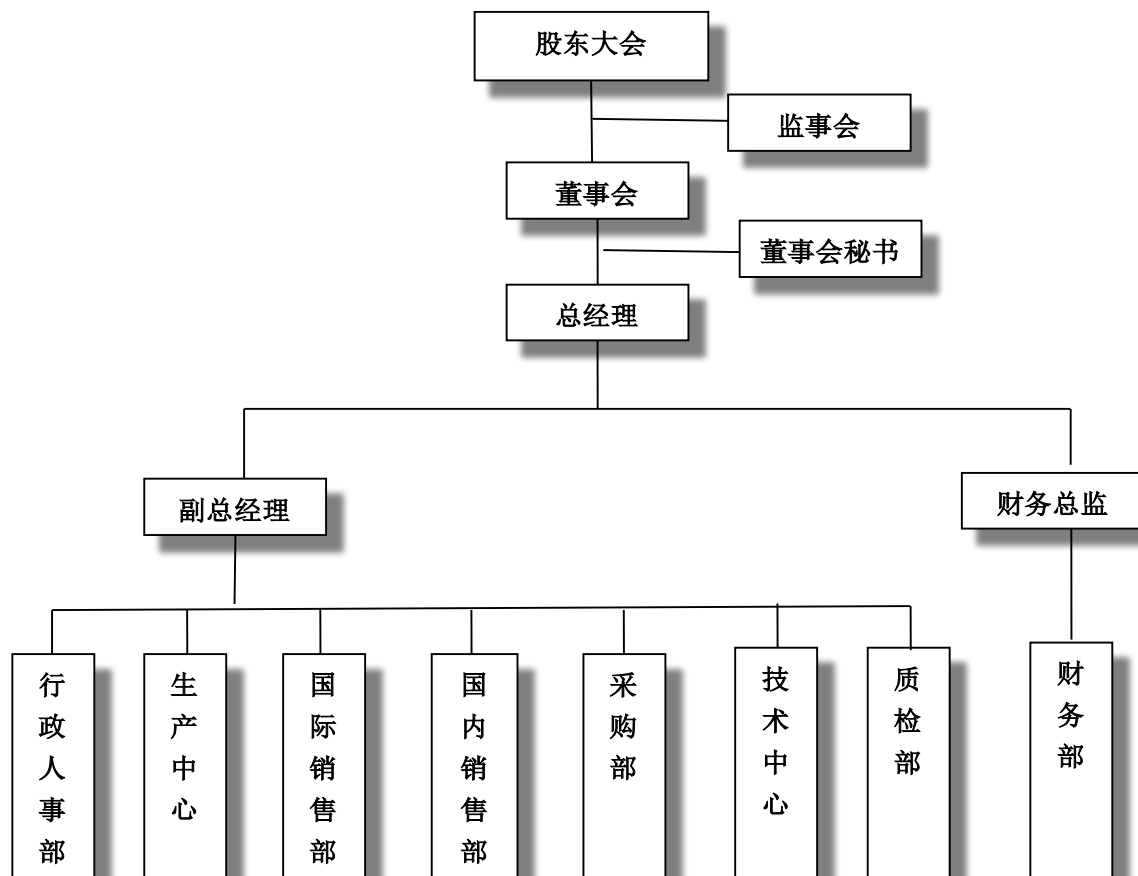 股东大会
监事会
董事会
董事会秘书
总经理
副总经理
财务总监
行政人事部
生产中心
国际销售部
国内销售部
采购部
技术中心
质检部
财务部